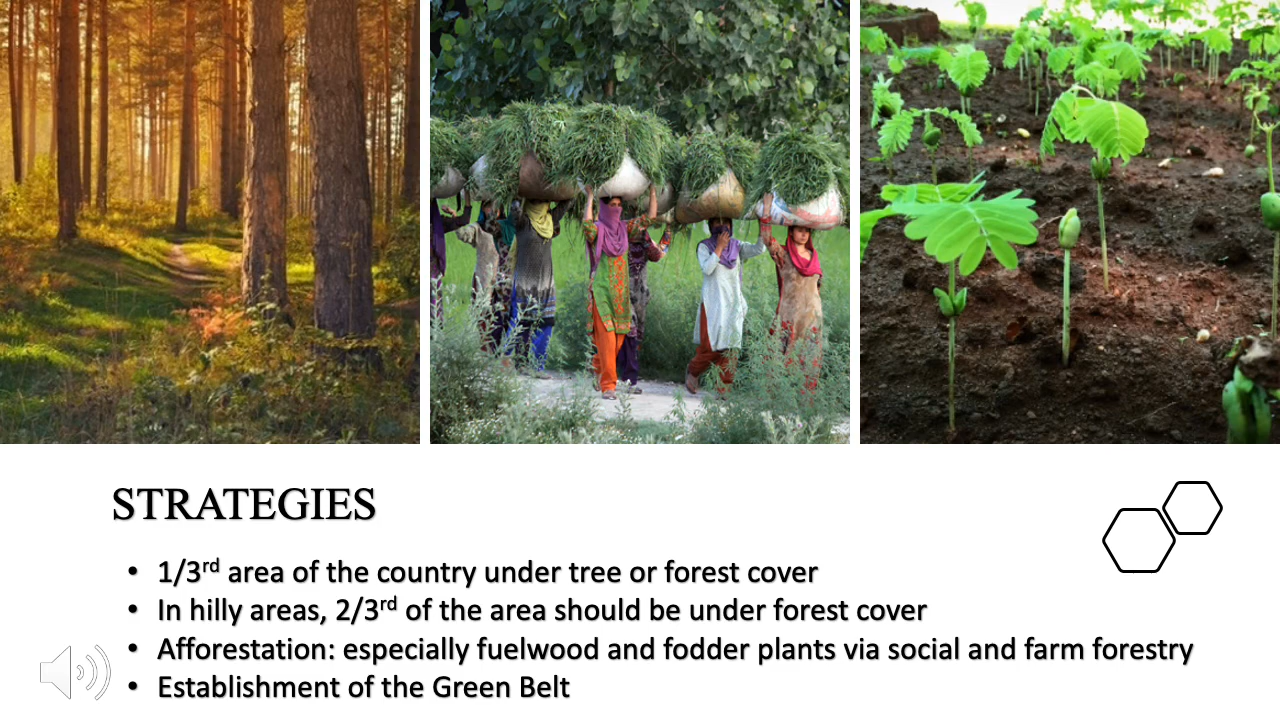 STRATEGIES
• 1/3rd area of the country under tree or forest cover
• In hilly areas, 2/3rd of the area should be under forest cover
• Afforestation: especially fuelwood and fodder plants via social and farm forestry
• Establishment of the Green Belt